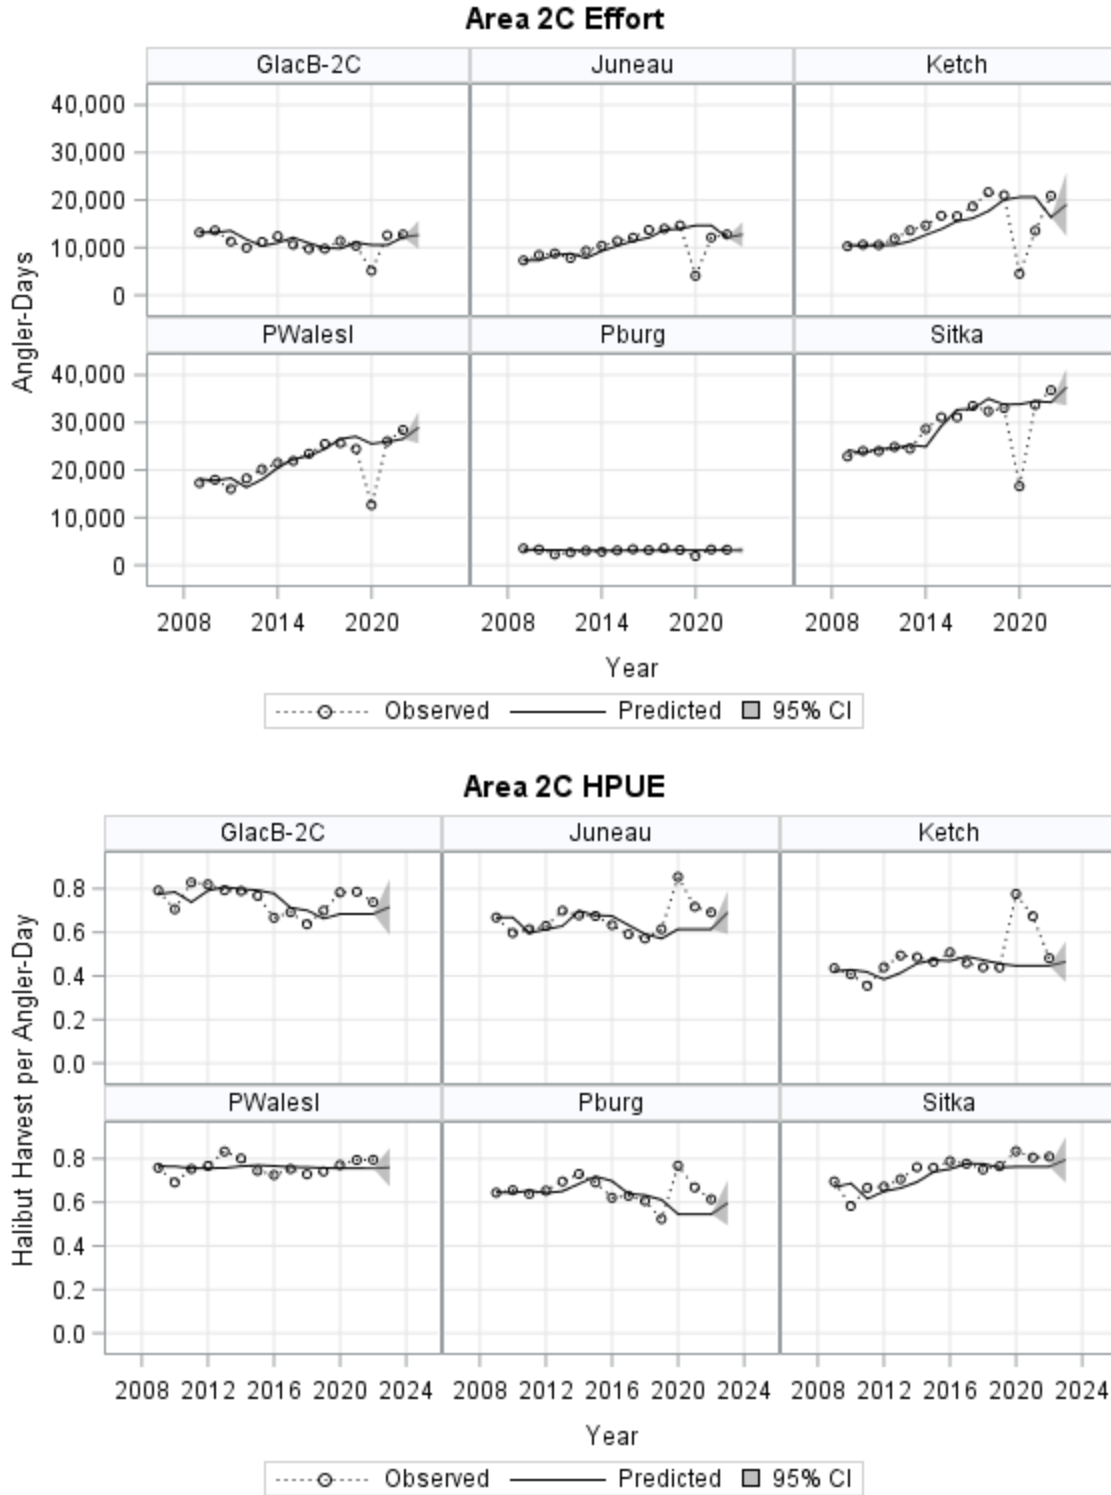 Area 2C Effort
GlacB-2C Juneau Ketch
40,000
30,000
20,000
10,000
0
PWalesI Pburg Sitka
40,000
30,000
20,000
10,000
0
Angler-Days
2008 2014 2020 2008 2014 2020 2008 2014 2020
Year
Observed Predicted 95% CI
Area 2C HPUE
GlacB-2C Juneau Ketch
0.8
0.6
0.4
0.2
0.0
PWalesI Pburg Sitka
0.8
0.6
0.4
0.2
0.0
Halibut Harvest per Angler-Day
2008 2012 2016 2020 2024 2008 2012 2016 2020 2024 2008 2012 2016 2020 2024
Year
Observed Predicted 95% CI